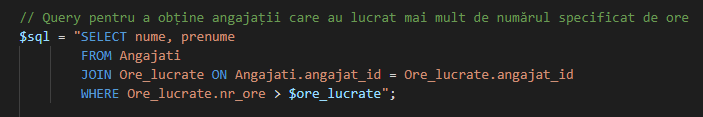 // Query pentru a obține angajații care au lucrat mai mult de numărul specificat de ore
$sql = "SELECT nume, prenume
FROM Angajati
JOIN Ore_lucrate ON Angajati.angajat_id = Ore_lucrate.angajat_id
WHERE Ore_lucrate.nr_ore > $ore_lucrate";